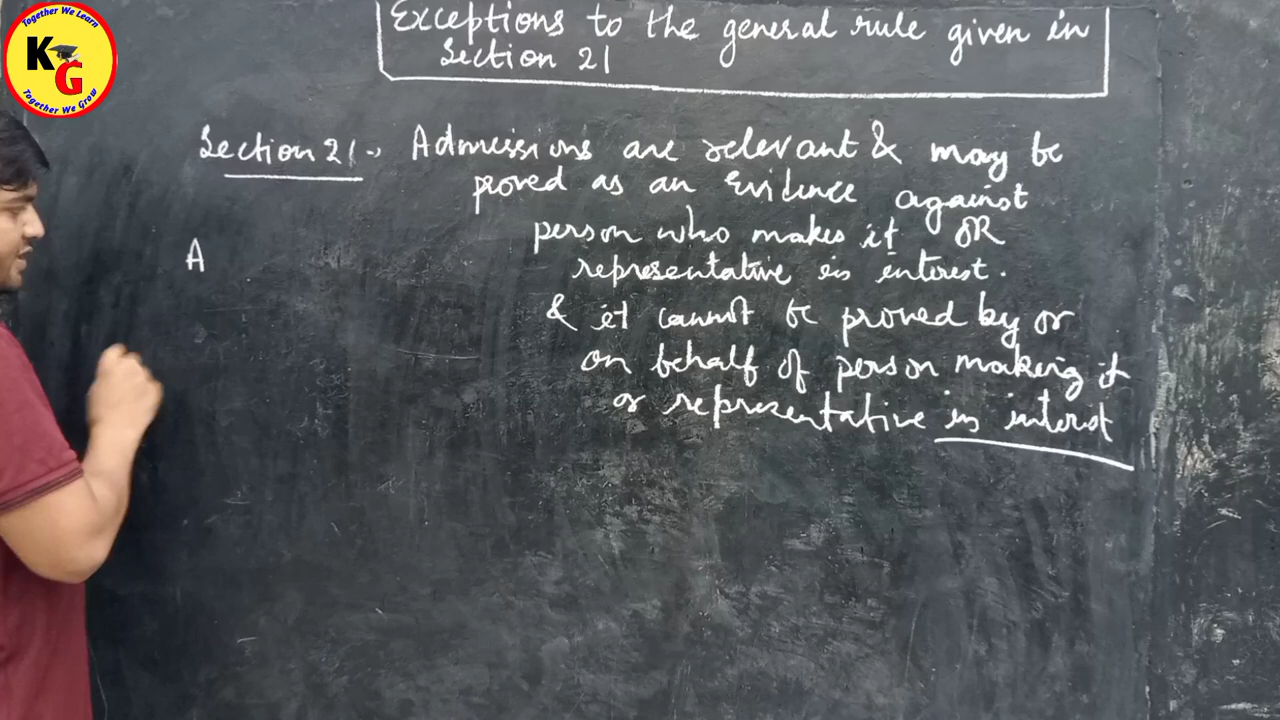 Together We Learn
KG
Together We Grow
Exceptions to the general rule given in
Section 21
Section 21 :- Admissions are relevant & may be
proved as an Evidence against
person who makes it OR
representative in interest.
& it cannot be proved by or
on behalf of person making it
or representative in interest
A